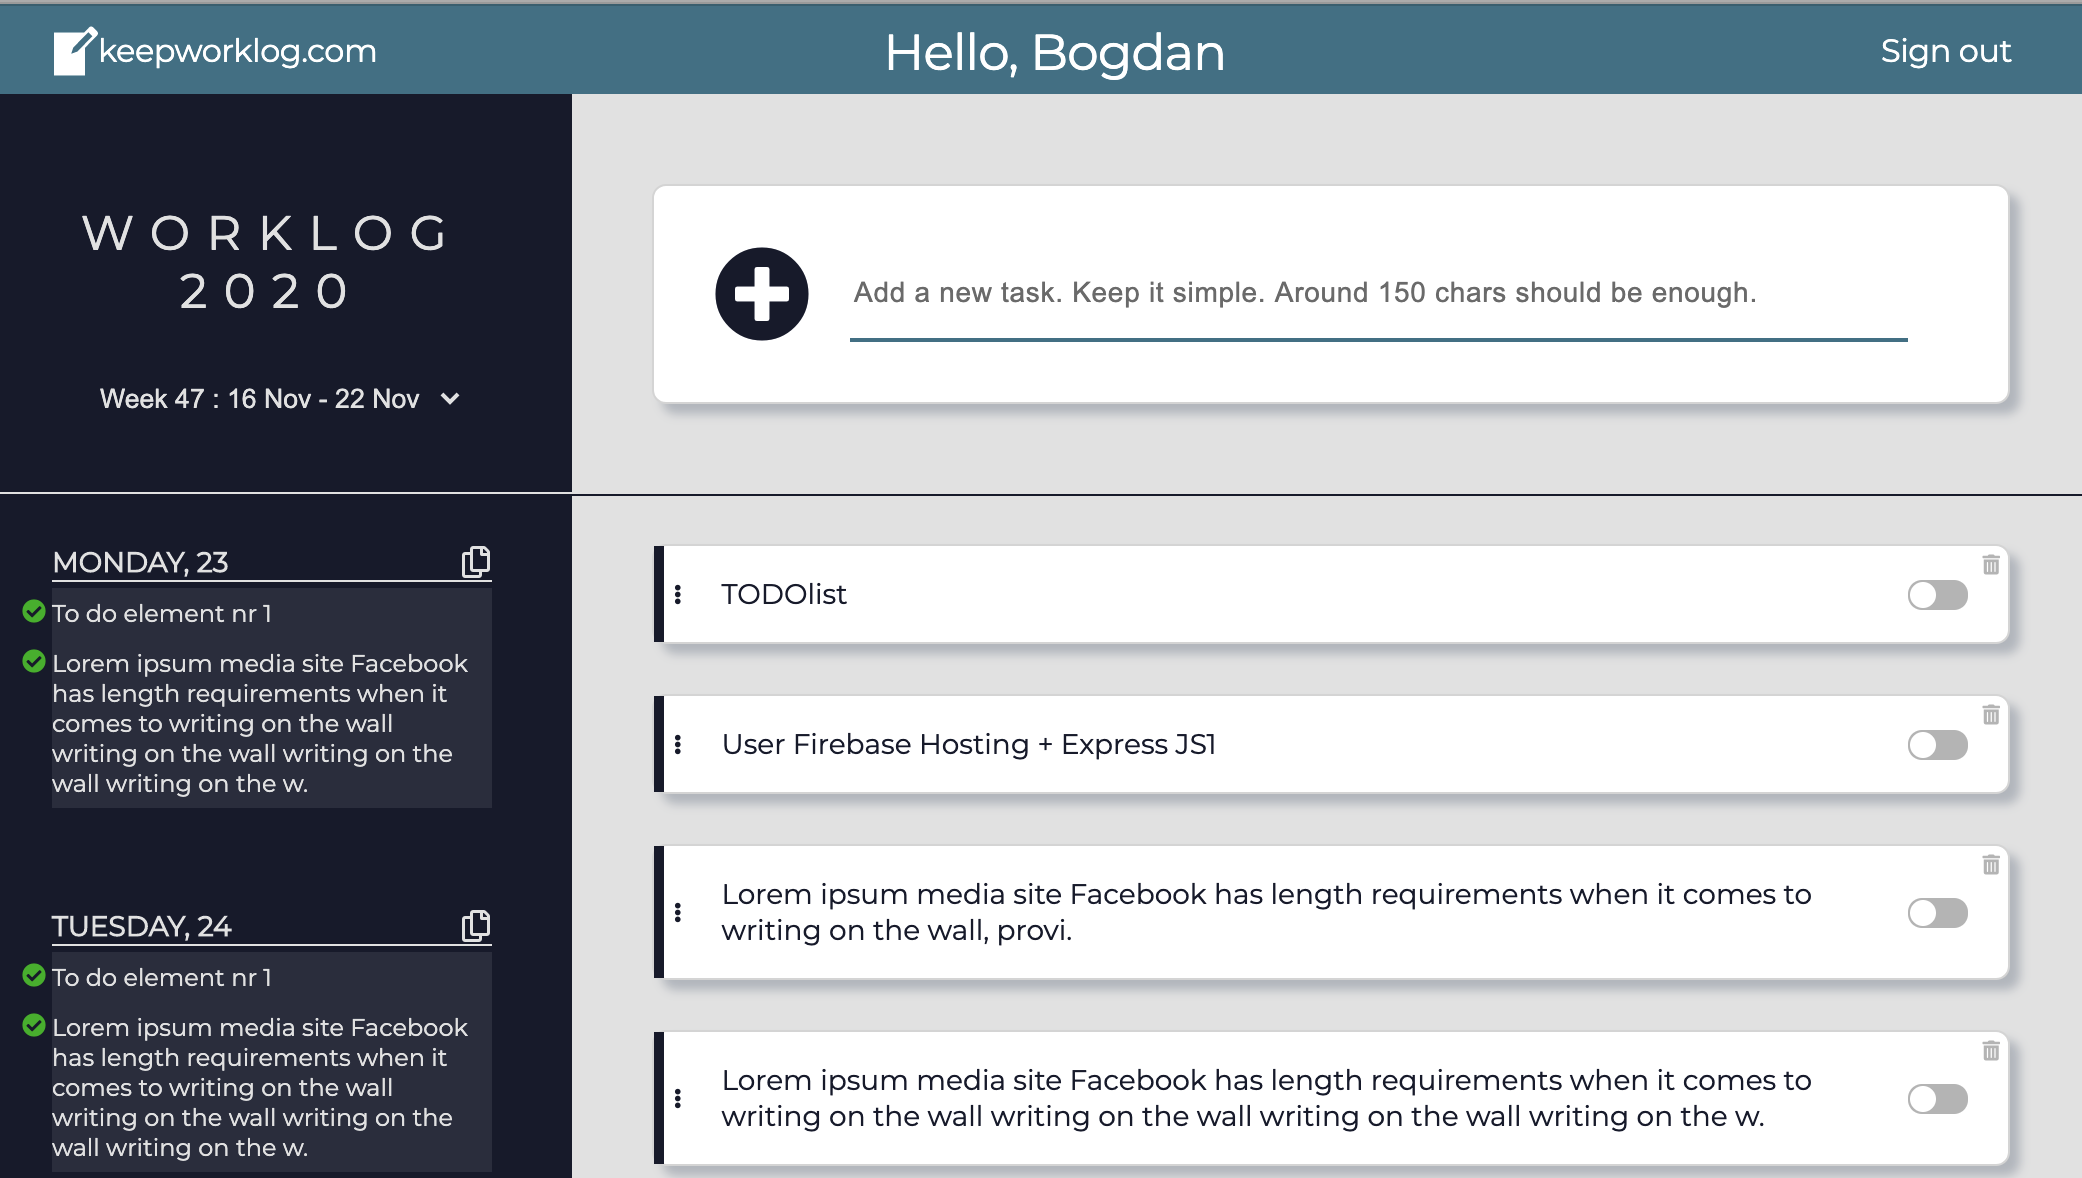 keepworklog.com
Hello, Bogdan
Sign out
WORKLOG
2020
Week 47 : 16 Nov - 22 Nov
Add a new task. Keep it simple. Around 150 chars should be enough.
MONDAY, 23
To do element nr 1
Lorem ipsum media site Facebook
has length requirements when it
comes to writing on the wall
writing on the wall writing on the
wall writing on the w.
TUESDAY, 24
To do element nr 1
Lorem ipsum media site Facebook
has length requirements when it
comes to writing on the wall
writing on the wall writing on the
wall writing on the w.
TODOlist
User Firebase Hosting + Express JS1
Lorem ipsum media site Facebook has length requirements when it comes to
writing on the wall, provi.
Lorem ipsum media site Facebook has length requirements when it comes to
writing on the wall writing on the wall writing on the wall writing on the w.